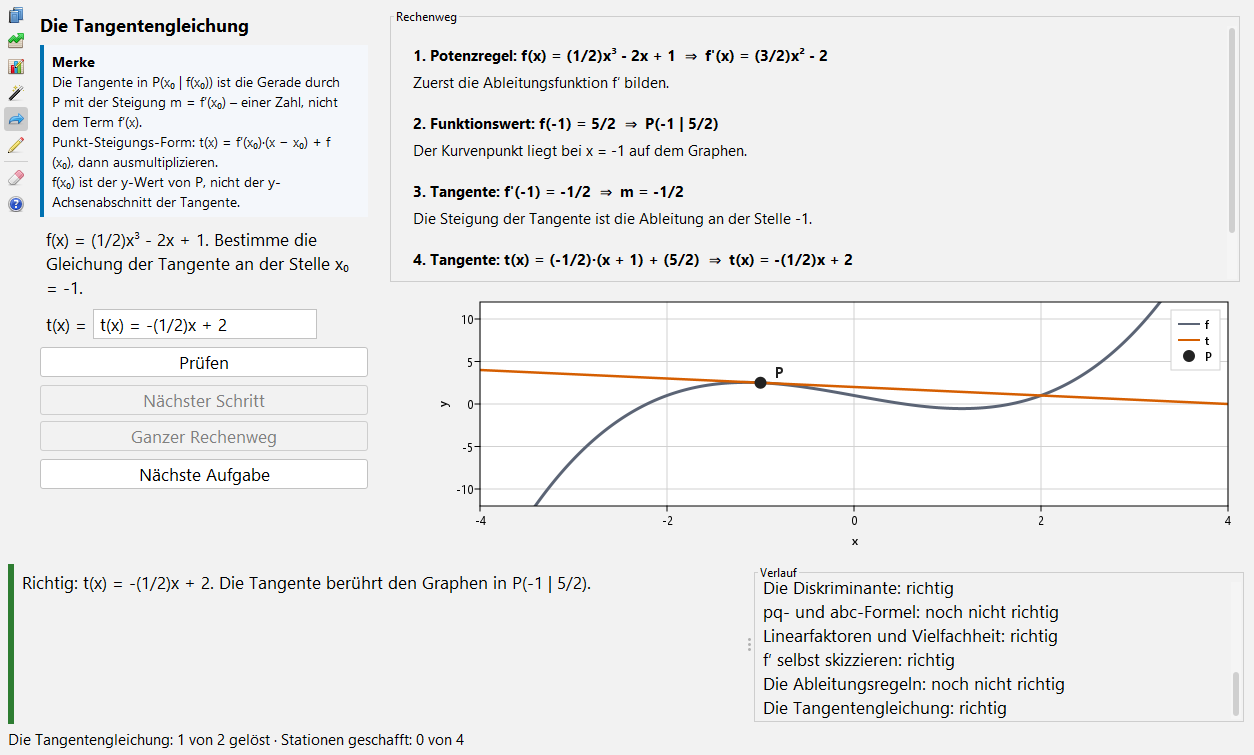 Die Tangentengleichung
Merke
Die Tangente in P(x₀ | f(x₀)) ist die Gerade durch
P mit der Steigung m = f′(x₀) – einer Zahl, nicht
dem Term f′(x).
Punkt-Steigungs-Form: t(x) = f′(x₀)·(x − x₀) + f
(x₀), dann ausmultiplizieren.
f(x₀) ist der y-Wert von P, nicht der y-
Achsenabschnitt der Tangente.
f(x) = (1/2)x³ - 2x + 1. Bestimme die
Gleichung der Tangente an der Stelle x₀
= -1.
t(x) = t(x) = -(1/2)x + 2
Prüfen
Nächster Schritt
Ganzer Rechenweg
Nächste Aufgabe
Rechenweg
1. Potenzregel: f(x) = (1/2)x³ - 2x + 1 ⇒ f′(x) = (3/2)x² - 2
Zuerst die Ableitungsfunktion f′ bilden.
2. Funktionswert: f(-1) = 5/2 ⇒ P(-1 | 5/2)
Der Kurvenpunkt liegt bei x = -1 auf dem Graphen.
3. Tangente: f′(-1) = -1/2 ⇒ m = -1/2
Die Steigung der Tangente ist die Ableitung an der Stelle -1.
4. Tangente: t(x) = (-1/2)·(x + 1) + (5/2) ⇒ t(x) = -(1/2)x + 2
10
5
0
-5
-10
y
P
f
t
P
-4
-2
0
2
4
x
Richtig: t(x) = -(1/2)x + 2. Die Tangente berührt den Graphen in P(-1 | 5/2).
Verlauf
Die Diskriminante: richtig
pq- und abc-Formel: noch nicht richtig
Linearfaktoren und Vielfachheit: richtig
f′ selbst skizzieren: richtig
Die Ableitungsregeln: noch nicht richtig
Die Tangentengleichung: richtig
Die Tangentengleichung: 1 von 2 gelöst · Stationen geschafft: 0 von 4